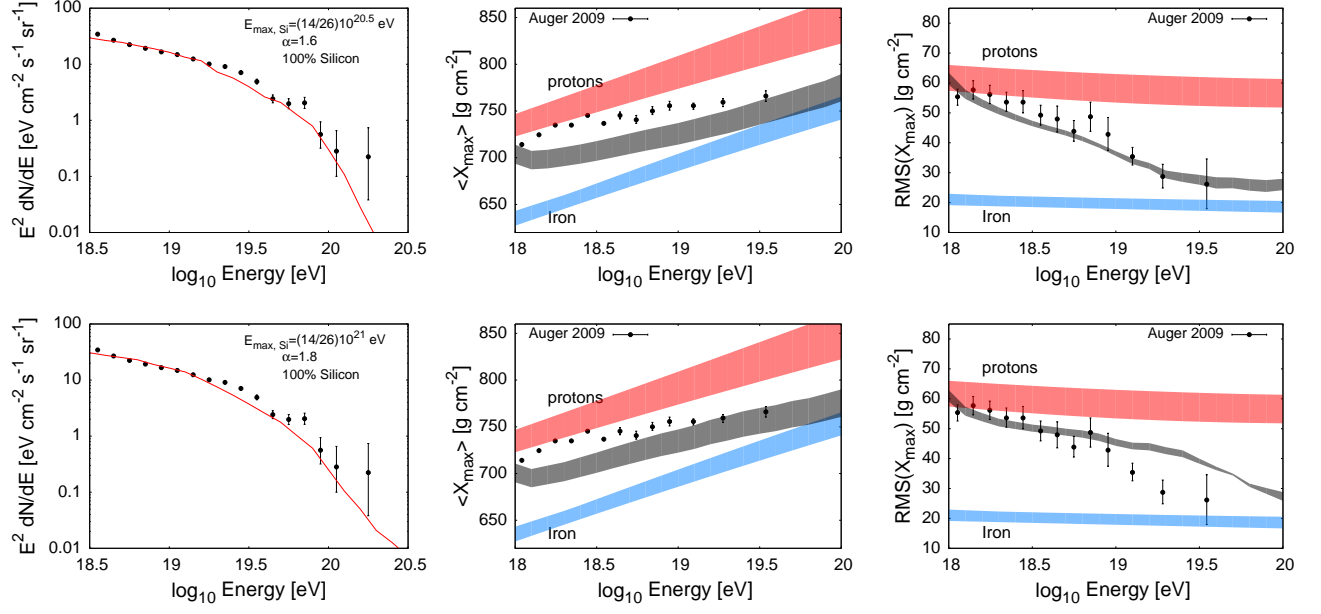 100
10
1
0.1
0.01
18.5
19
19.5
20
20.5
E² dN/dE [eV cm⁻² s⁻¹ sr⁻¹]
log₁₀ Energy [eV]
E_max, Si=(14/26)10^20.5 eV
α=1.6
100% Silicon
850
800
750
700
650
18
18.5
19
19.5
20
<X_max> [g cm⁻²]
log₁₀ Energy [eV]
Auger 2009
protons
Iron
80
70
60
50
40
30
20
10
18
18.5
19
19.5
20
RMS(X_max) [g cm⁻²]
log₁₀ Energy [eV]
Auger 2009
protons
Iron
100
10
1
0.1
0.01
18.5
19
19.5
20
20.5
E² dN/dE [eV cm⁻² s⁻¹ sr⁻¹]
log₁₀ Energy [eV]
E_max, Si=(14/26)10²¹ eV
α=1.8
100% Silicon
850
800
750
700
650
18
18.5
19
19.5
20
<X_max> [g cm⁻²]
log₁₀ Energy [eV]
Auger 2009
protons
Iron
80
70
60
50
40
30
20
10
18
18.5
19
19.5
20
RMS(X_max) [g cm⁻²]
log₁₀ Energy [eV]
Auger 2009
protons
Iron